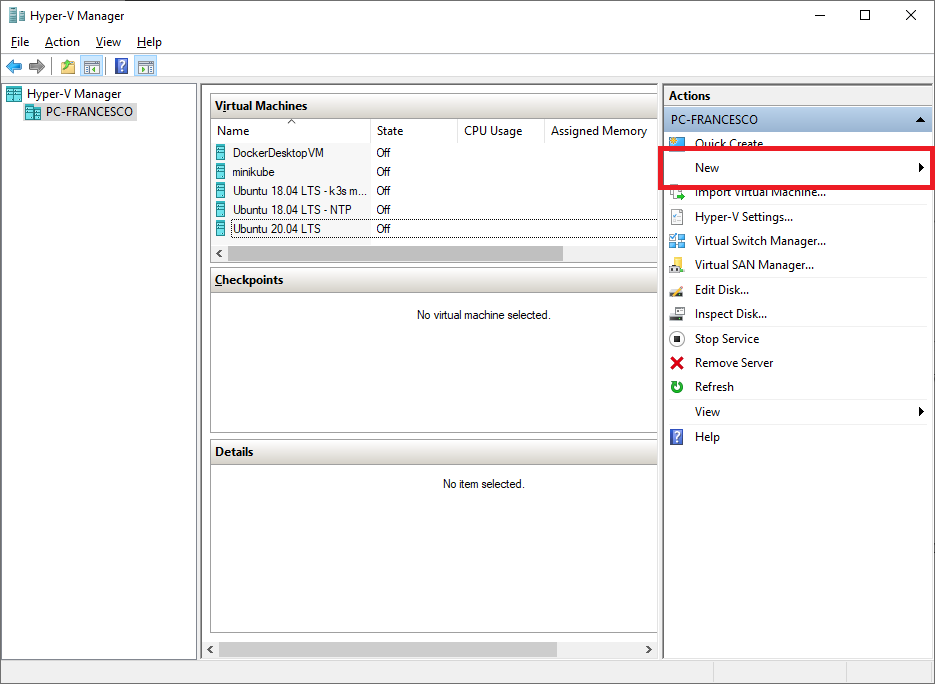 Hyper-V Manager
File Action View Help
Hyper-V Manager
PC-FRANCESCO
Virtual Machines
Name State CPU Usage Assigned Memory
DockerDesktopVM Off
minikube Off
Ubuntu 18.04 LTS - k3s m... Off
Ubuntu 18.04 LTS - NTP Off
Ubuntu 20.04 LTS Off
Checkpoints
No virtual machine selected.
Details
No item selected.
Actions
PC-FRANCESCO
Quick Create...
New
Import Virtual Machine...
Hyper-V Settings...
Virtual Switch Manager...
Virtual SAN Manager...
Edit Disk...
Inspect Disk...
Stop Service
Remove Server
Refresh
View
Help